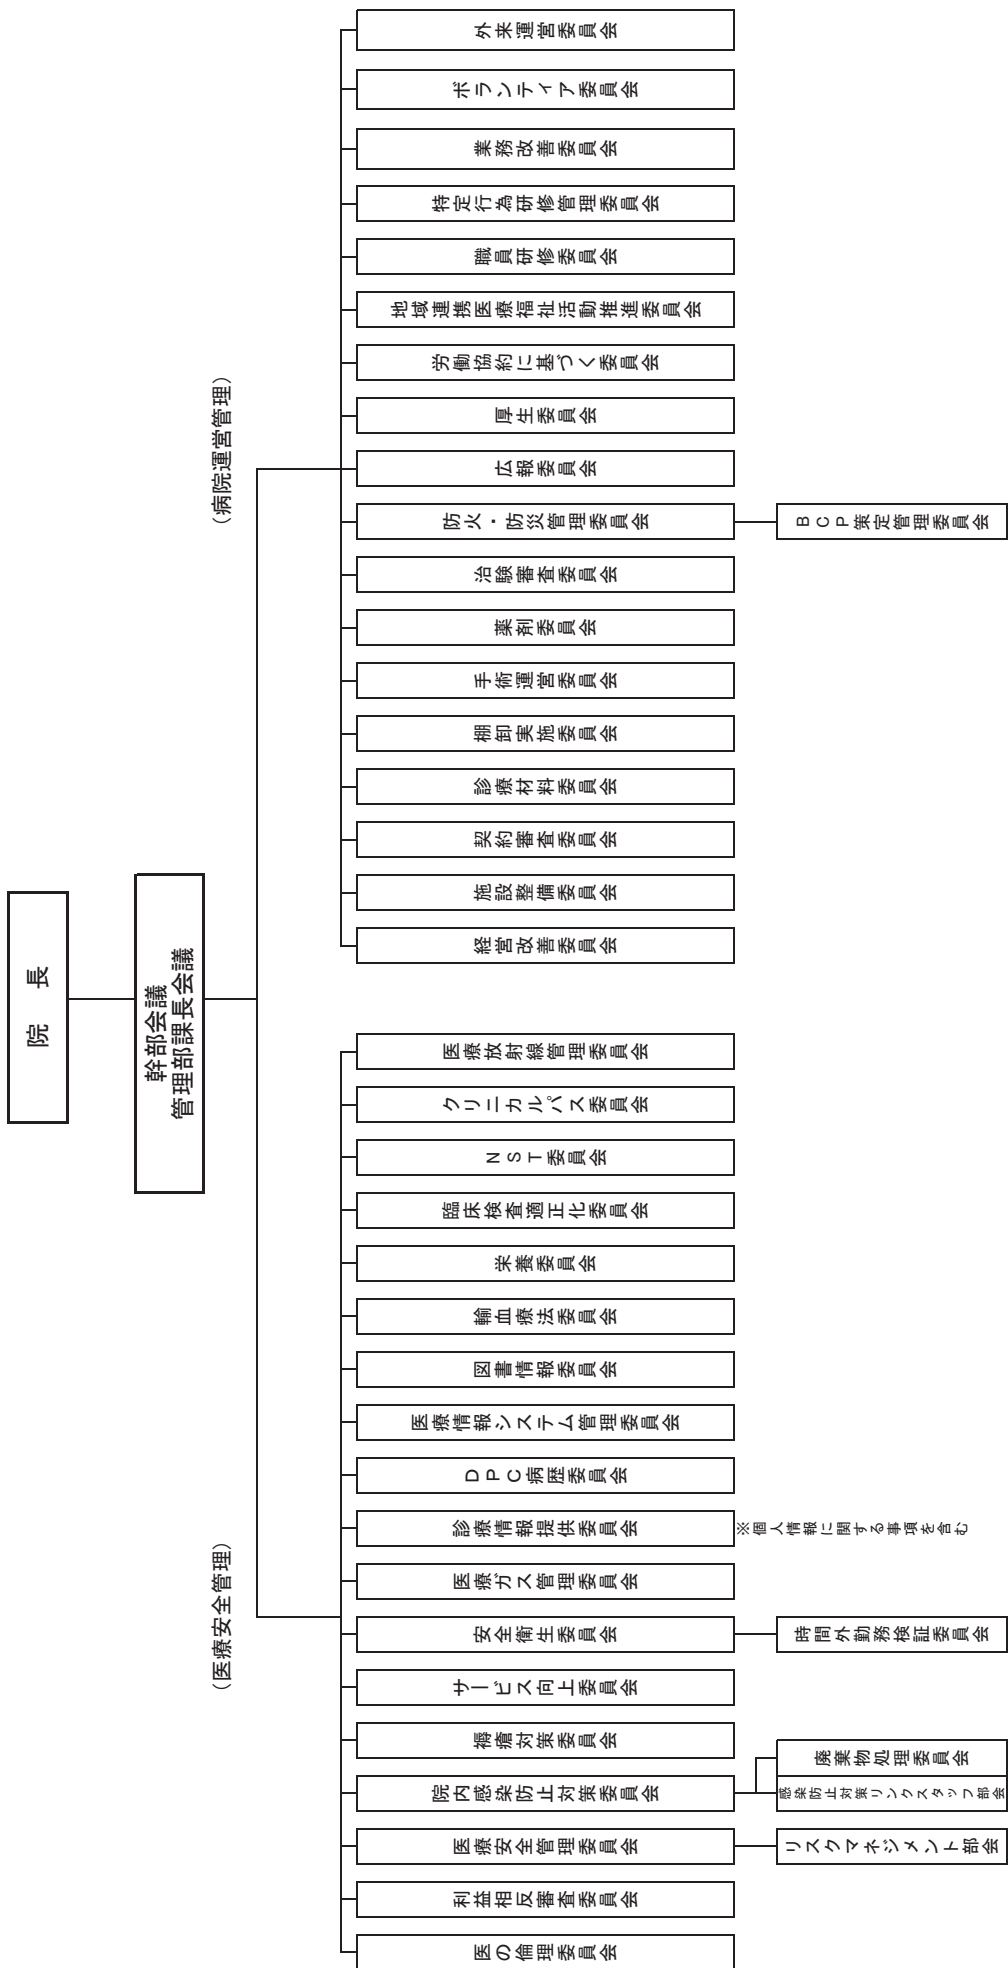 院　長
幹部会議
管理部課長会議
（医療安全管理）
（病院運営管理）
医の倫理委員会
利益相反審査委員会
医療安全管理委員会
リスクマネジメント部会
院内感染防止対策委員会
感染防止対策リンクスタッフ部会
廃棄物処理委員会
褥瘡対策委員会
サービス向上委員会
安全衛生委員会
時間外勤務検証委員会
医療ガス管理委員会
診療情報提供委員会
※個人情報に関する事項を含む
ＤＰＣ病歴委員会
医療情報システム管理委員会
図書情報委員会
輸血療法委員会
栄養委員会
臨床検査適正化委員会
ＮＳＴ委員会
クリニカルパス委員会
医療放射線管理委員会
経営改善委員会
施設整備委員会
契約審査委員会
診療材料委員会
棚卸実施委員会
手術運営委員会
薬剤委員会
治験審査委員会
防火・防災管理委員会
ＢＣＰ策定管理委員会
広報委員会
厚生委員会
労働協約に基づく委員会
地域連携医療福祉活動推進委員会
職員研修委員会
特定行為研修管理委員会
業務改善委員会
ボランティア委員会
外来運営委員会